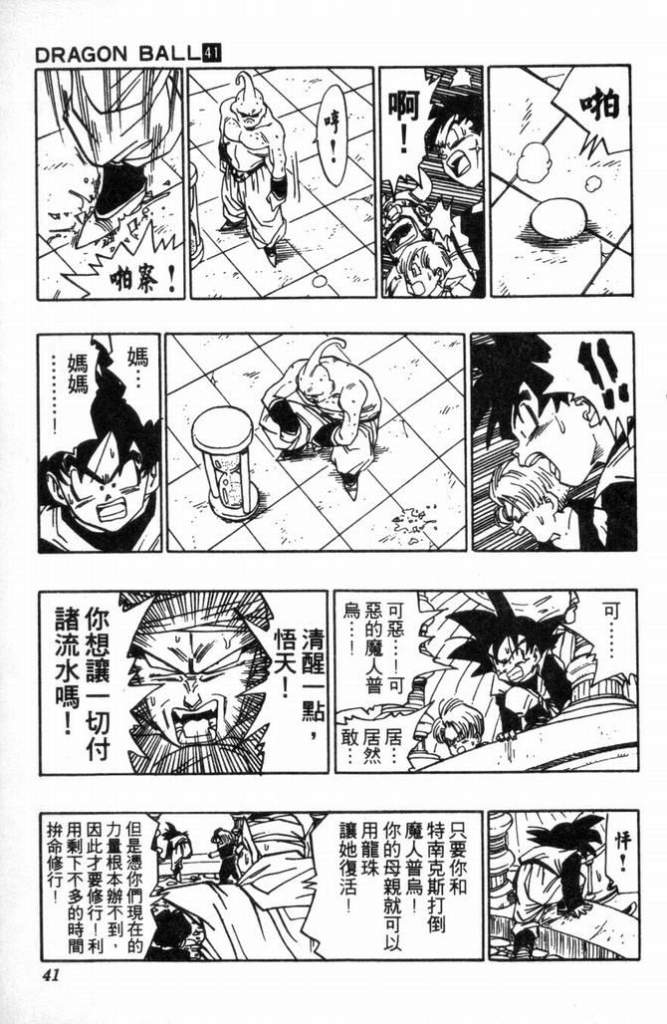 DRAGON BALL 41
啪
啊！
哼！
啪寮！
媽…
媽媽
………！
可……
可惡…！可
惡的魔人普
烏…！
居…
居然
敢…
清醒一點，
悟天！
你想讓一切付
諸流水嗎！
怦！
只要你和
特南克斯打倒
魔人普烏！
你的母親就可以
用龍珠
讓她復活！
但是憑你們現在的
力量根本辦不到，
因此才要修行！利
用剩下不多的時間
拚命修行！
41